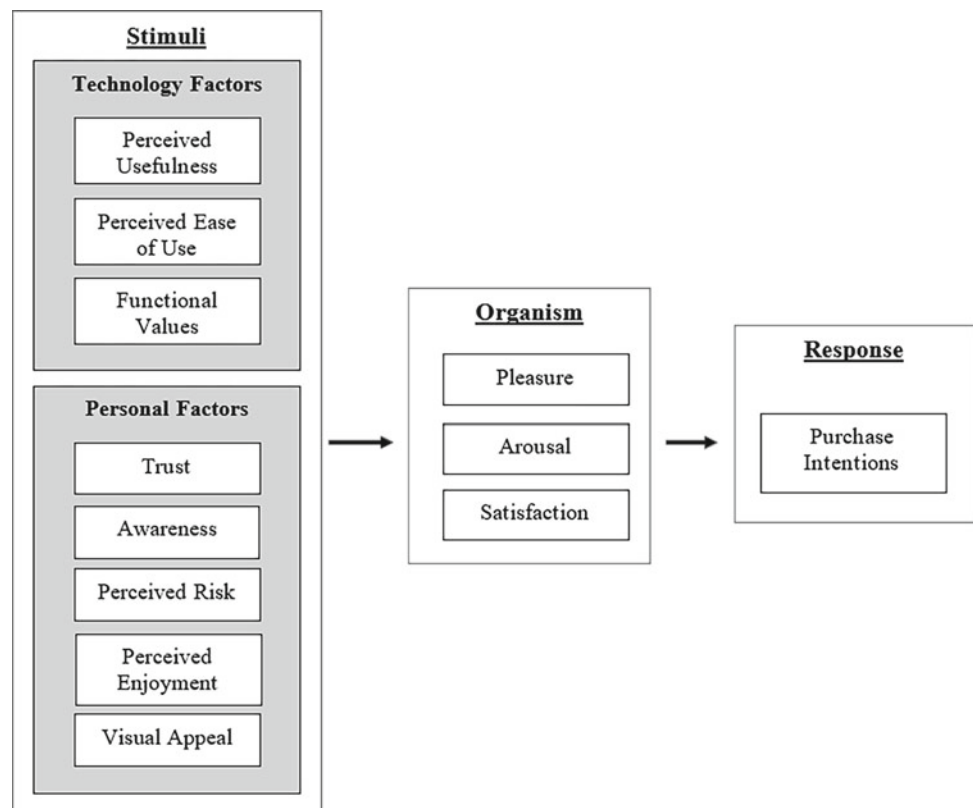 Stimuli
Technology Factors
Perceived
Usefulness
Perceived Ease
of Use
Functional
Values
Personal Factors
Trust
Awareness
Perceived Risk
Perceived
Enjoyment
Visual Appeal
Organism
Pleasure
Arousal
Satisfaction
Response
Purchase
Intentions